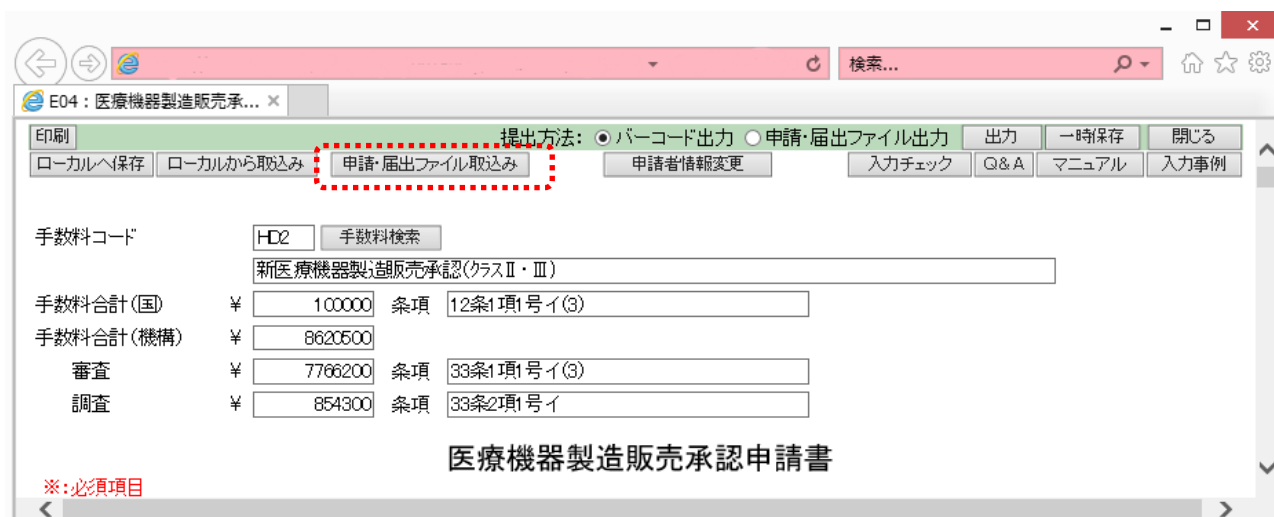 検索...
E04：医療機器製造販売承...
印刷 提出方法： バーコード出力 申請・届出ファイル出力 出力 一時保存 閉じる
ローカルへ保存 ローカルから取込み 申請・届出ファイル取込み 申請者情報変更 入力チェック Q&A マニュアル 入力事例
手数料コード HD2 手数料検索
新医療機器製造販売承認(クラスⅡ・Ⅲ)
手数料合計(国) ¥ 100000 条項 12条1項1号イ(3)
手数料合計(機構) ¥ 8620500
審査 ¥ 7766200 条項 33条1項1号イ(3)
調査 ¥ 854300 条項 33条2項1号イ
医療機器製造販売承認申請書
※:必須項目